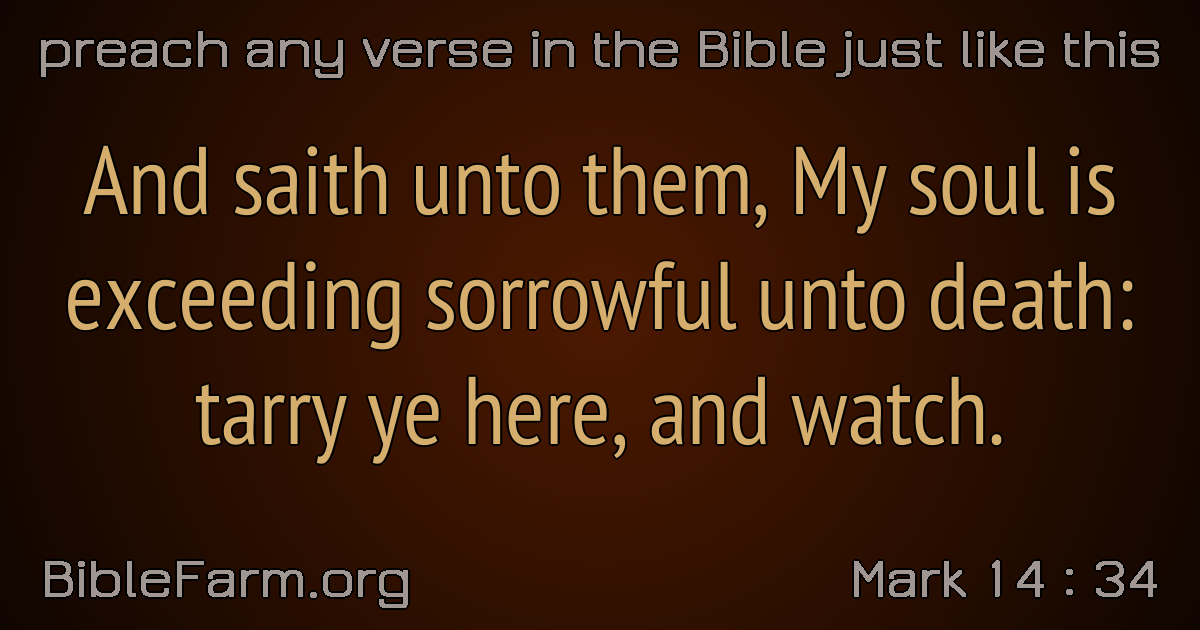 preach any verse in the Bible just like this
And saith unto them, My soul is
exceeding sorrowful unto death:
tarry ye here, and watch.
BibleFarm.org
Mark 14 : 34